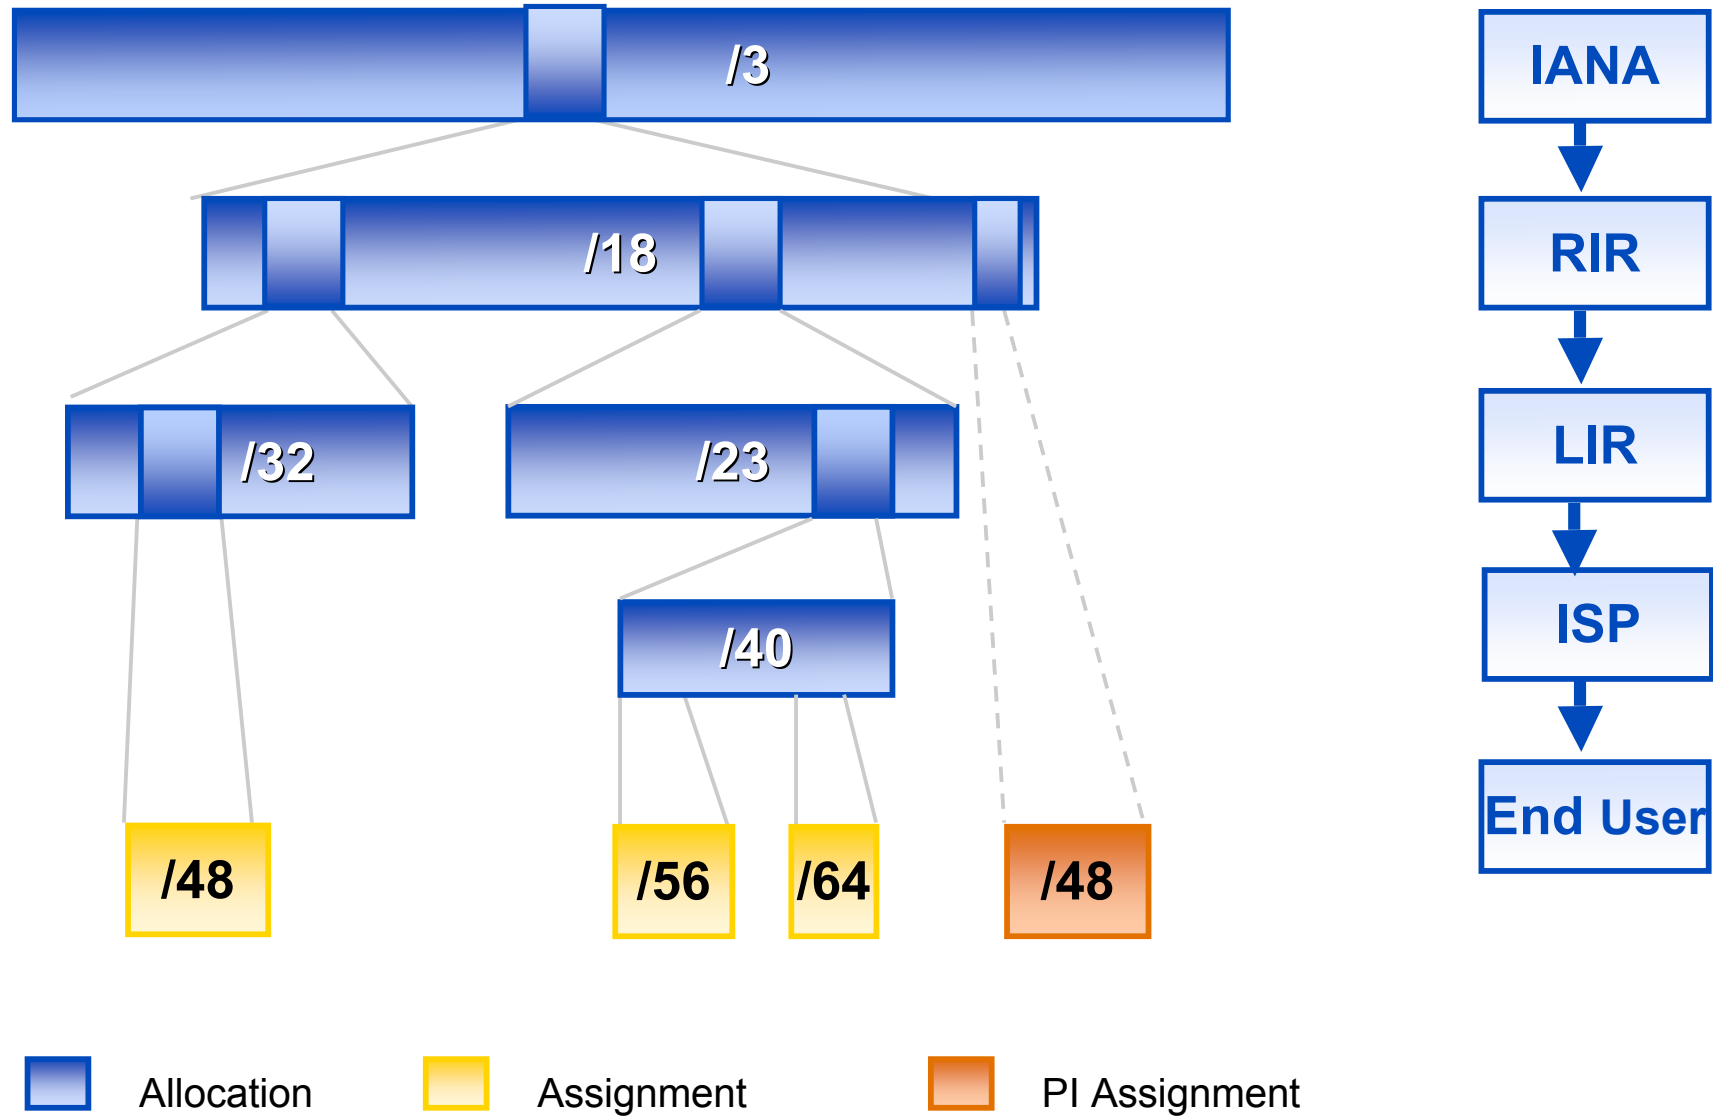 /3
IANA
/18
RIR
/32
/23
LIR
/40
ISP
/48
/56
/64
/48
End User
Allocation
Assignment
PI Assignment